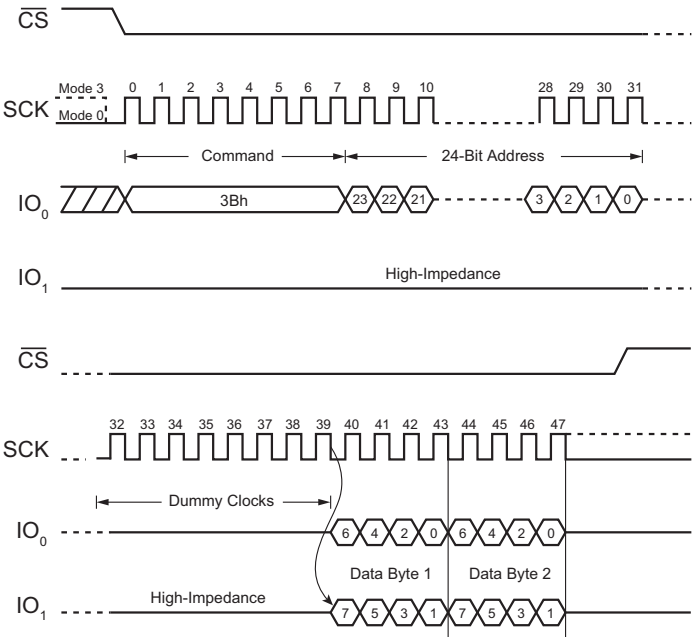 CS
Mode 3 0 1 2 3 4 5 6 7 8 9 10 28 29 30 31
SCK
Mode 0
Command 24-Bit Address
IO0 3Bh 23 22 21 3 2 1 0
High-Impedance
IO1
CS
32 33 34 35 36 37 38 39 40 41 42 43 44 45 46 47
SCK
Dummy Clocks
IO0 6 4 2 0 6 4 2 0
Data Byte 1 Data Byte 2
High-Impedance
IO1 7 5 3 1 7 5 3 1